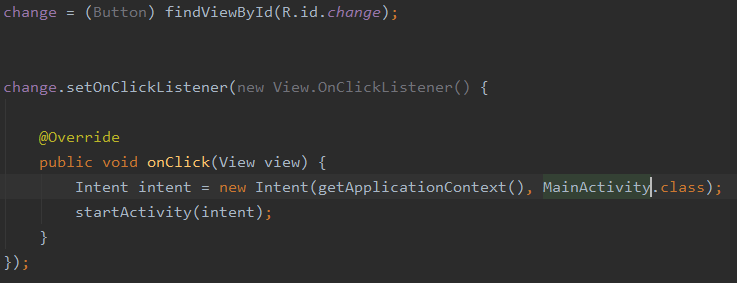 change = (Button) findViewById(R.id.change);
change.setOnClickListener(new View.OnClickListener() {
@Override
public void onClick(View view) {
Intent intent = new Intent(getApplicationContext(), MainActivity.class);
startActivity(intent);
}
});